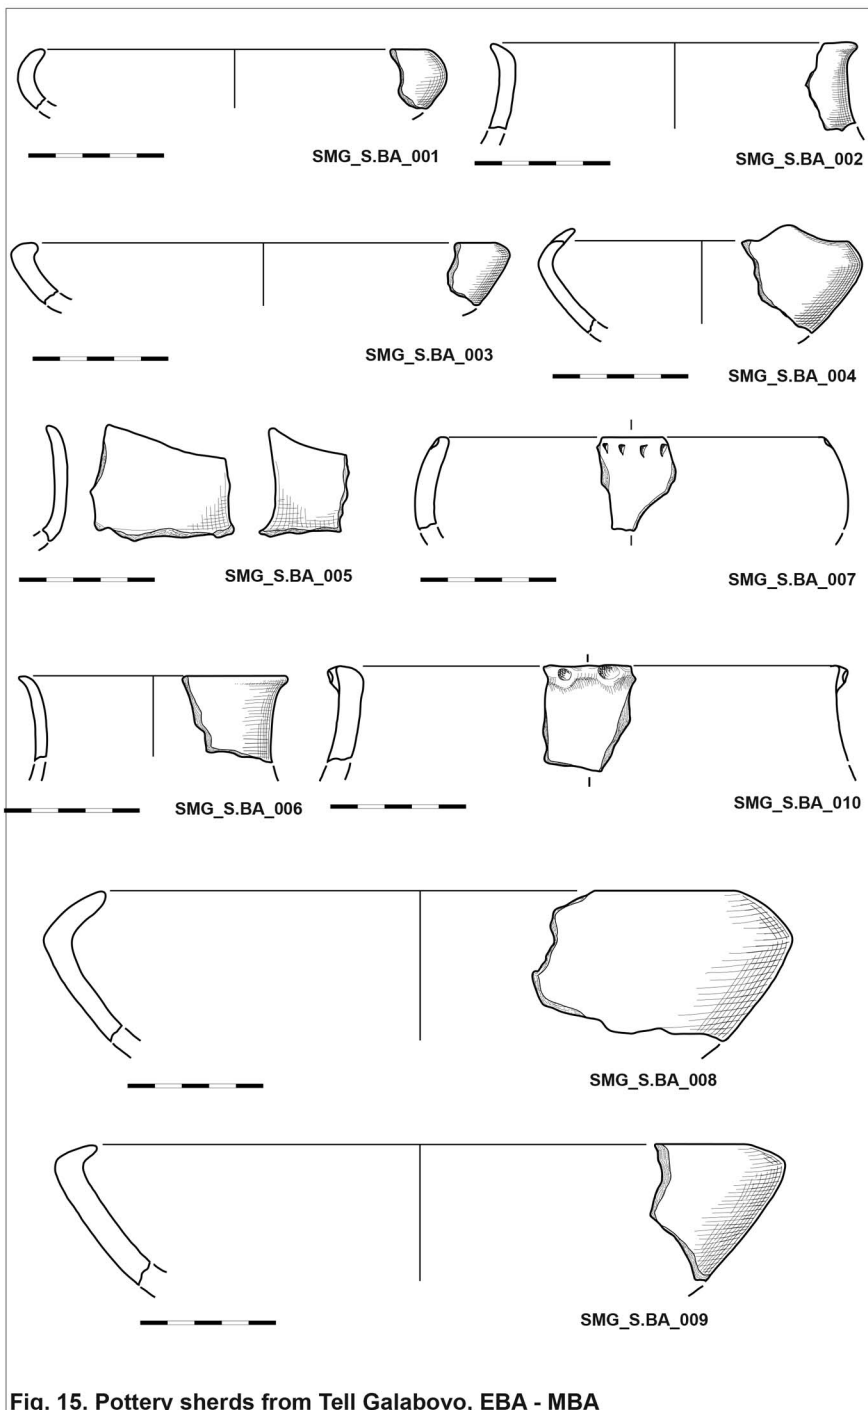 SMG_S.BA_001
SMG_S.BA_002
SMG_S.BA_003
SMG_S.BA_004
SMG_S.BA_005
SMG_S.BA_007
SMG_S.BA_006
SMG_S.BA_010
SMG_S.BA_008
SMG_S.BA_009
Fig. 15. Pottery sherds from Tell Galabovo, EBA - MBA